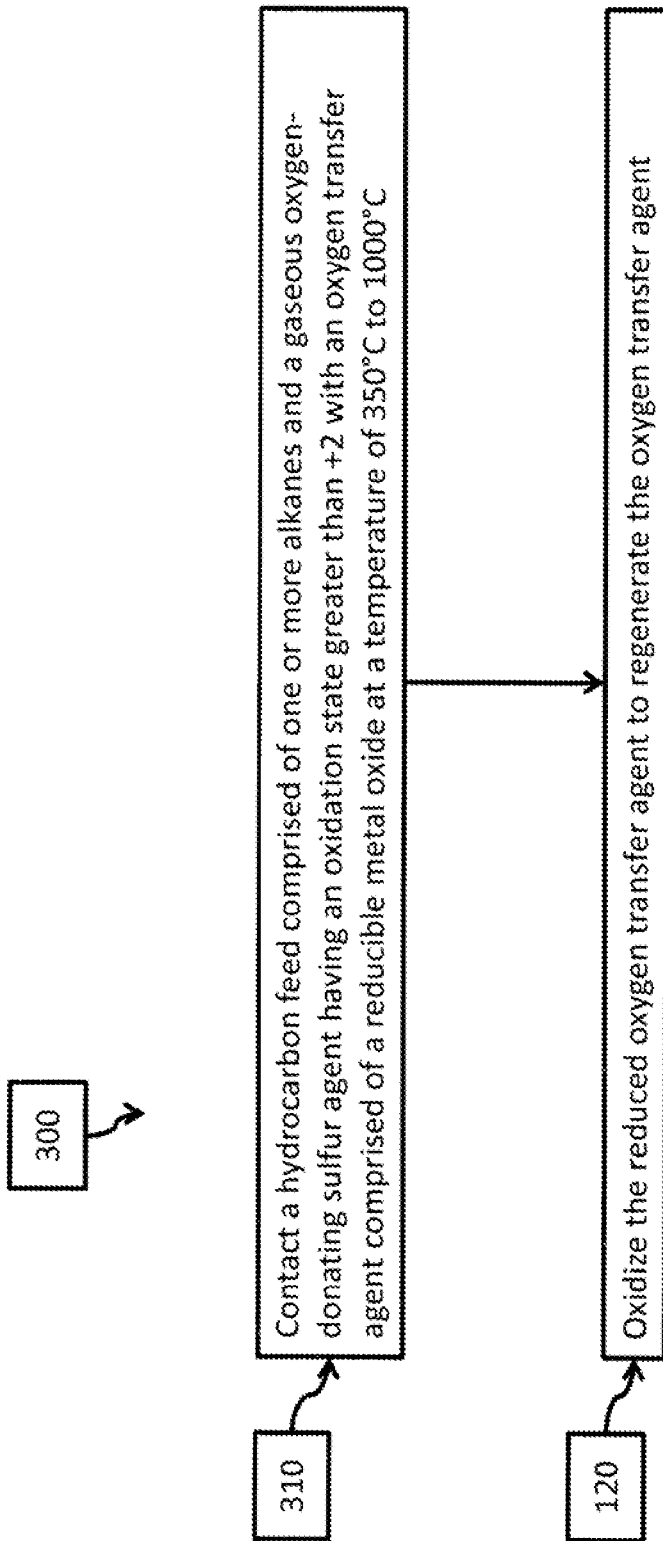 300
310
Contact a hydrocarbon feed comprised of one or more alkanes and a gaseous oxygen-
donating sulfur agent having an oxidation state greater than +2 with an oxygen transfer
agent comprised of a reducible metal oxide at a temperature of 350°C to 1000°C
120
Oxidize the reduced oxygen transfer agent to regenerate the oxygen transfer agent